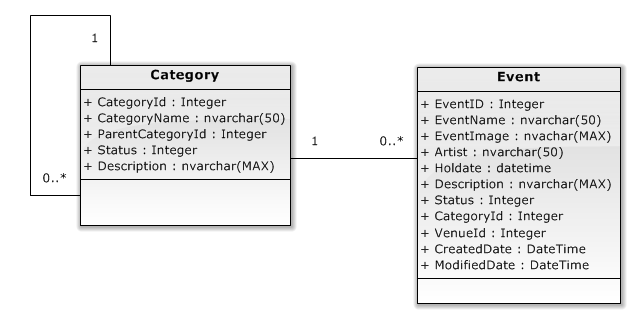 1
Category
+ CategoryId : Integer
+ CategoryName : nvarchar(50)
+ ParentCategoryId : Integer
+ Status : Integer
+ Description : nvarchar(MAX)
0..*
1
0..*
Event
+ EventID : Integer
+ EventName : nvarchar(50)
+ EventImage : nvachar(MAX)
+ Artist : nvarchar(50)
+ Holdate : datetime
+ Description : nvarchar(MAX)
+ Status : Integer
+ CategoryId : Integer
+ VenueId : Integer
+ CreatedDate : DateTime
+ ModifiedDate : DateTime